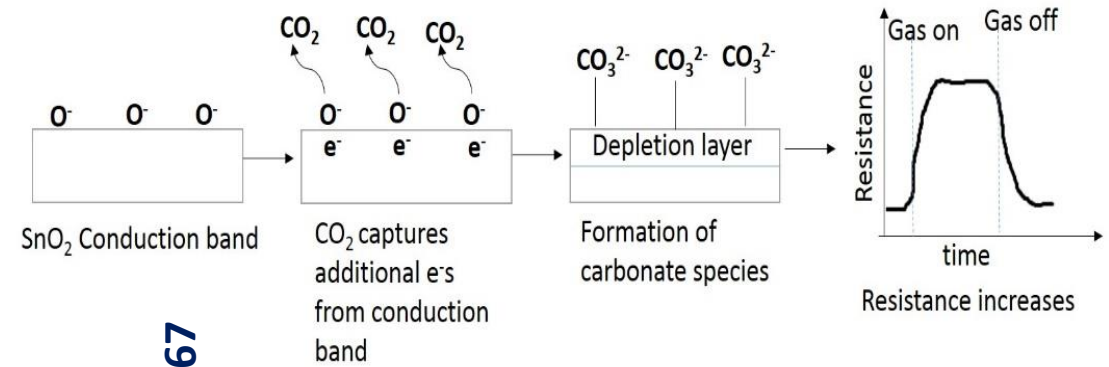 O⁻ O⁻ O⁻
SnO₂ Conduction band
CO₂ CO₂ CO₂
O⁻ O⁻ O⁻
e⁻ e⁻ e⁻
CO₂ captures
additional e⁻s
from conduction
band
CO₃²⁻ CO₃²⁻ CO₃²⁻
Depletion layer
Formation of
carbonate species
Gas on Gas off
Resistance
time
Resistance increases
67